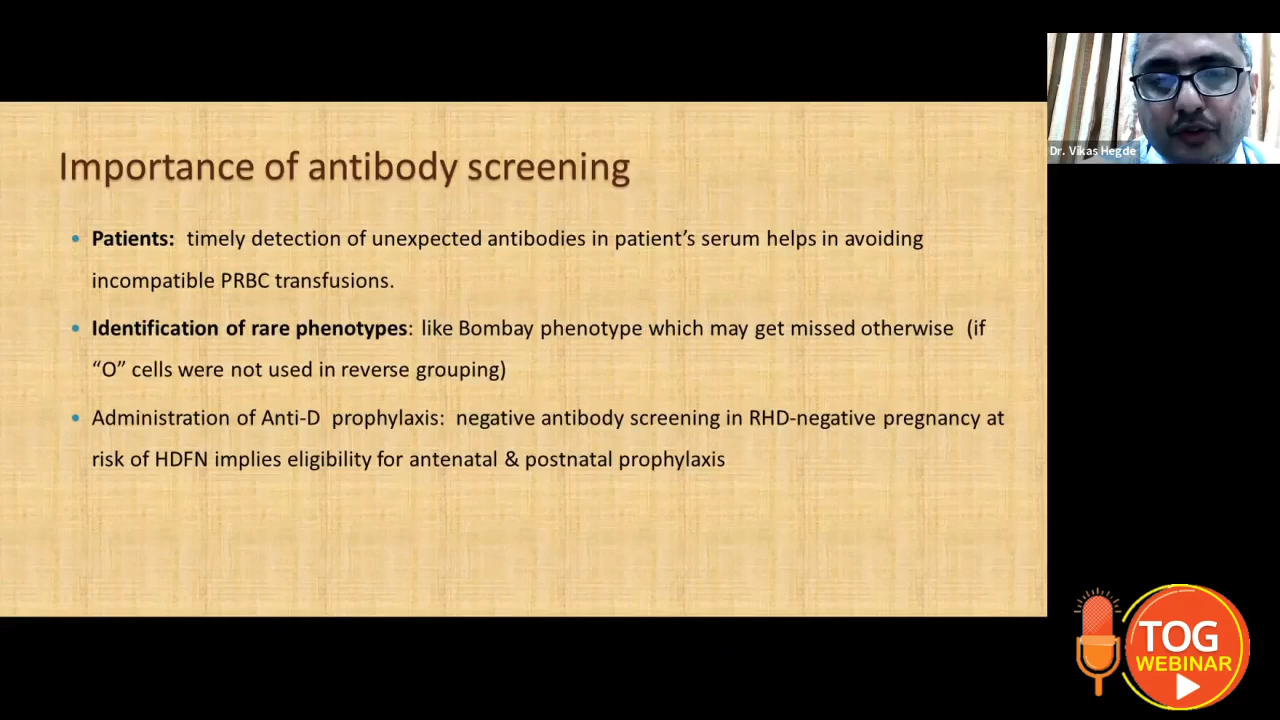 Importance of antibody screening
Patients: timely detection of unexpected antibodies in patient's serum helps in avoiding
incompatible PRBC transfusions.
Identification of rare phenotypes: like Bombay phenotype which may get missed otherwise (if
“O” cells were not used in reverse grouping)
Administration of Anti-D prophylaxis: negative antibody screening in RHD-negative pregnancy at
risk of HDFN implies eligibility for antenatal & postnatal prophylaxis
Dr. Vikas Hegde
TOG
WEBINAR